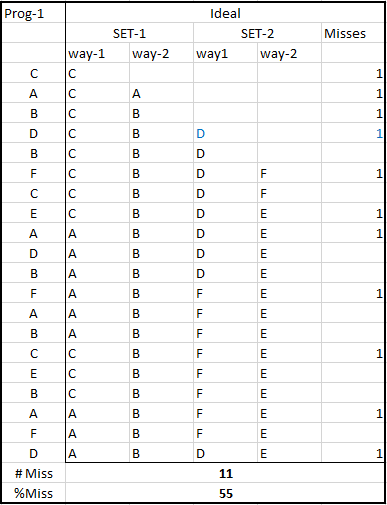 Prog-1 Ideal
SET-1 SET-2 Misses
way-1 way-2 way1 way-2
C C 1
A C A 1
B C B 1
D C B D 1
B C B D
F C B D F 1
C C B D F
E C B D E 1
A A B D E 1
D A B D E
B A B D E
F A B F E 1
A A B F E
B A B F E
C C B F E 1
E C B F E
B C B F E
A A B F E 1
F A B F E
D A B D E 1
# Miss 11
%Miss 55